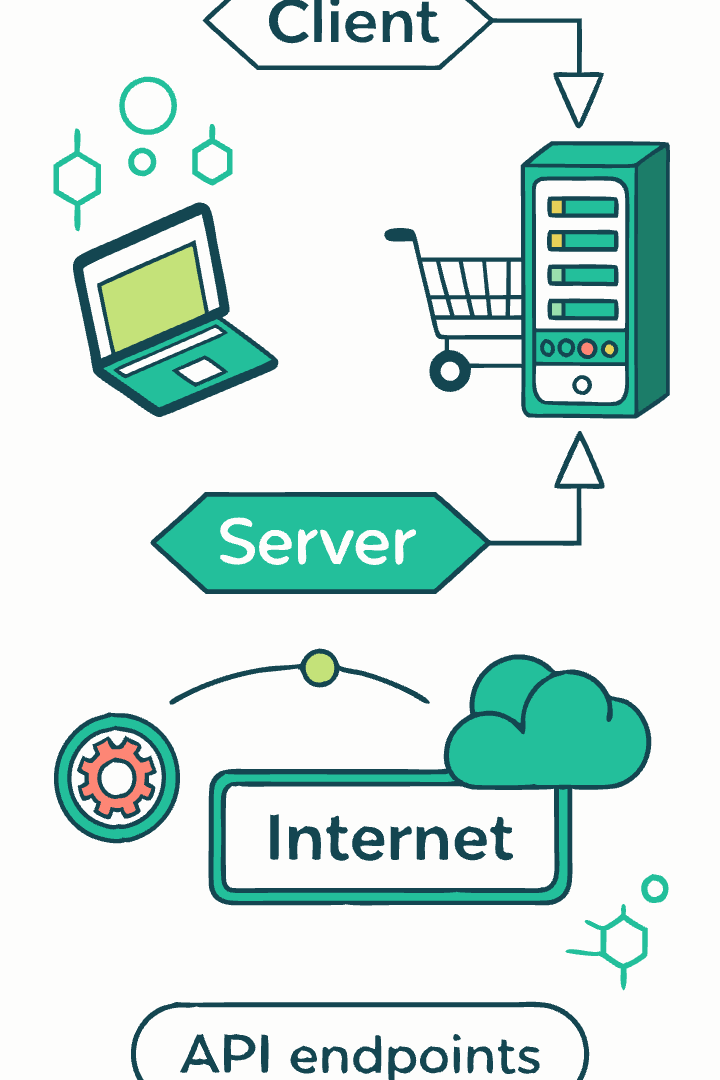 Client
Server
Internet
API endpoints